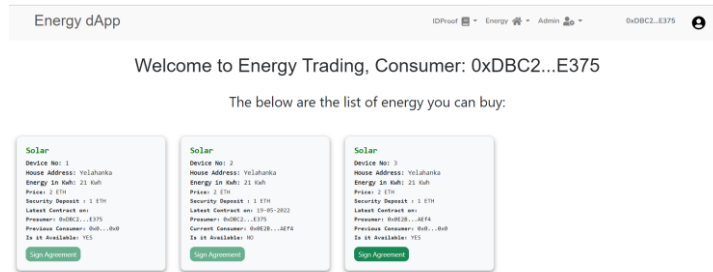 Energy dApp
IDProof Energy Admin 0xDBC2...E375
Welcome to Energy Trading, Consumer: 0xDBC2...E375
The below are the list of energy you can buy:
Solar
Device No: 1
House Address: Yelahanka
Energy in Kwh: 21 Kwh
Price: 2 ETH
Security Deposit : 1 ETH
Latest Contract on:
Prosumer: 0xDBC2...E375
Previous Consumer: 0x0...0x0
Is it Available: YES
Sign Agreement
Solar
Device No: 2
House Address: Yelahanka
Energy in Kwh: 21 Kwh
Price: 2 ETH
Security Deposit : 1 ETH
Latest Contract on: 19-05-2022
Prosumer: 0xDBC2...E375
Current Consumer: 0x0E28...AEf4
Is it Available: NO
Sign Agreement
Solar
Device No: 3
House Address: Yelahanka
Energy in Kwh: 21 Kwh
Price: 2 ETH
Security Deposit : 1 ETH
Latest Contract on:
Prosumer: 0x0E28...AEf4
Previous Consumer: 0x0...0x0
Is it Available: YES
Sign Agreement